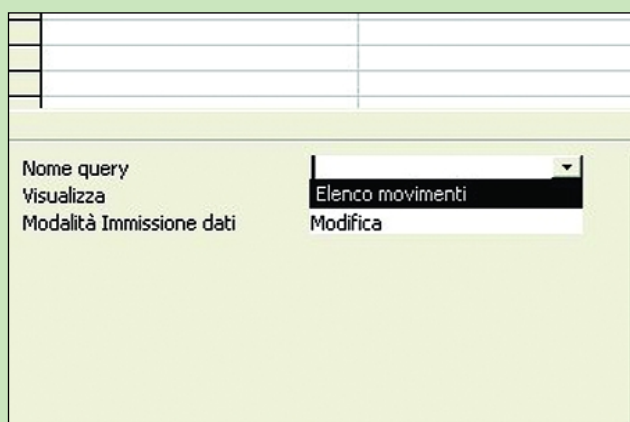 Nome query
Visualizza Elenco movimenti
Modalità Immissione dati Modifica